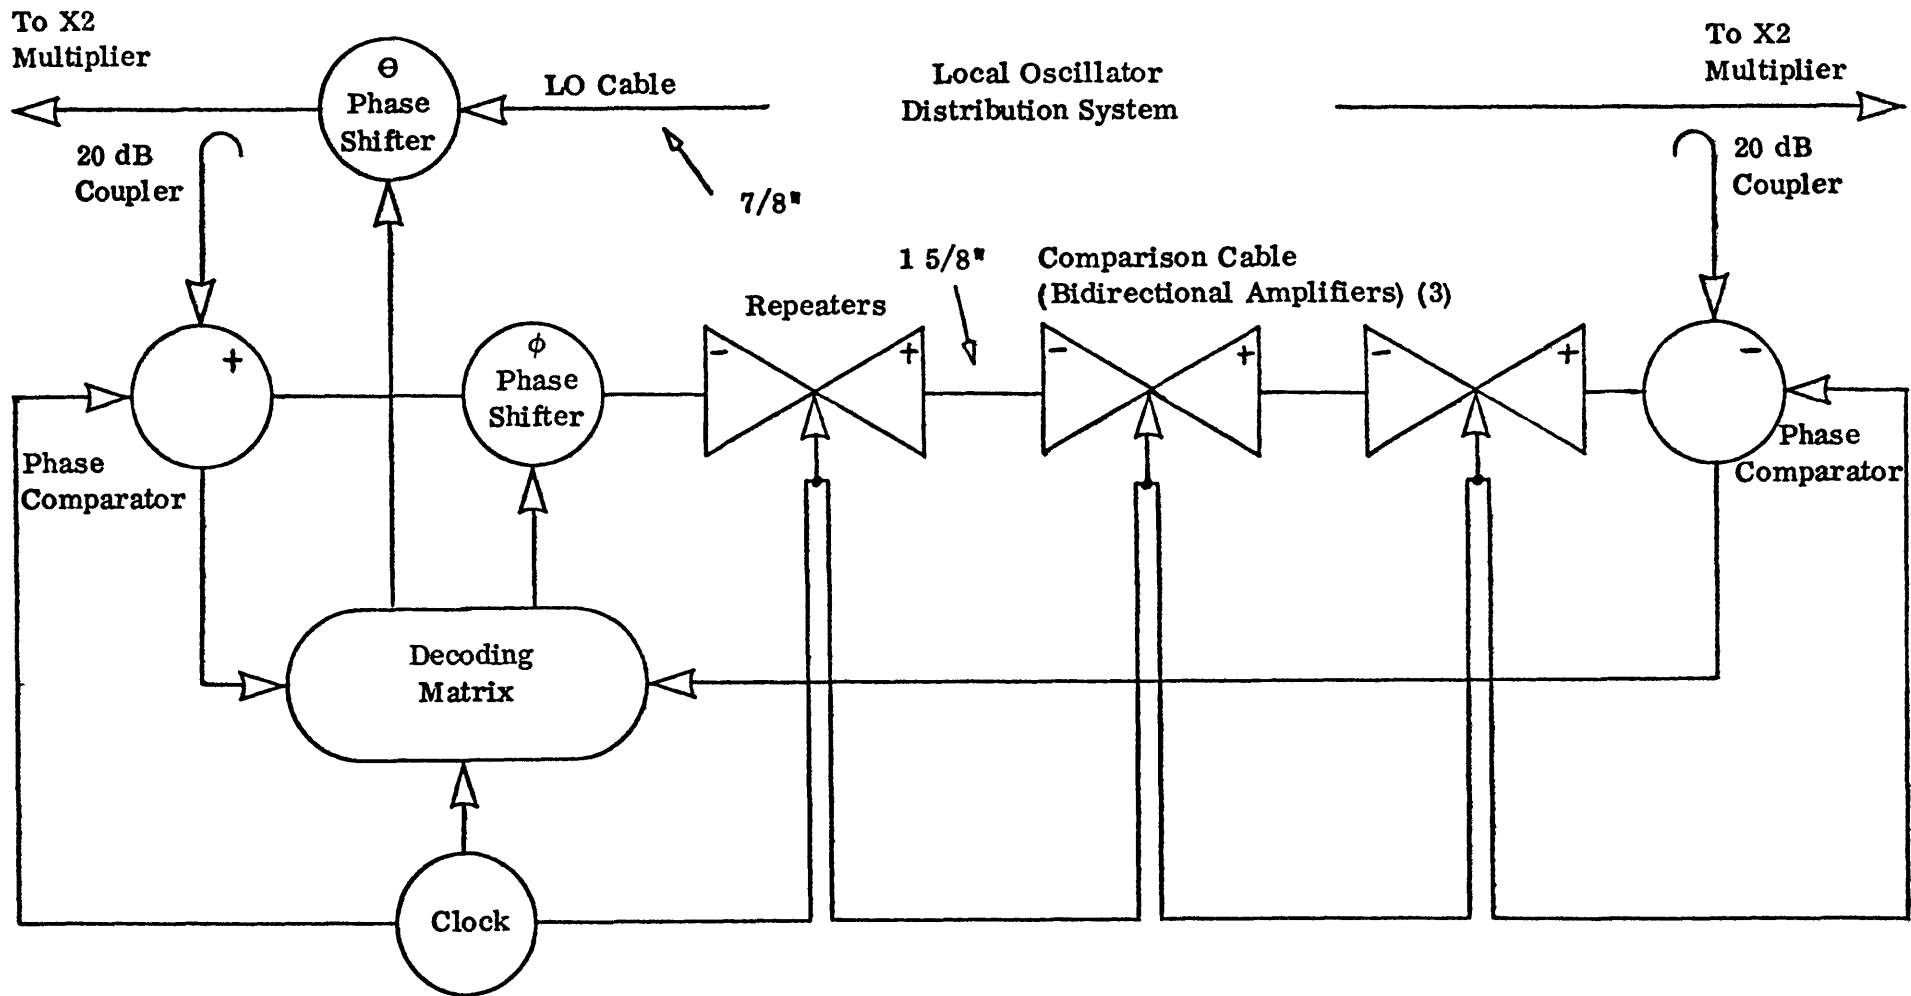 To X2
Multiplier
Θ
Phase
Shifter
LO Cable
7/8"
Local Oscillator
Distribution System
To X2
Multiplier
20 dB
Coupler
20 dB
Coupler
1 5/8"
Comparison Cable
(Bidirectional Amplifiers) (3)
Repeaters
+
ϕ
Phase
Shifter
-
+
-
+
-
+
-
Phase
Comparator
Phase
Comparator
Decoding
Matrix
Clock